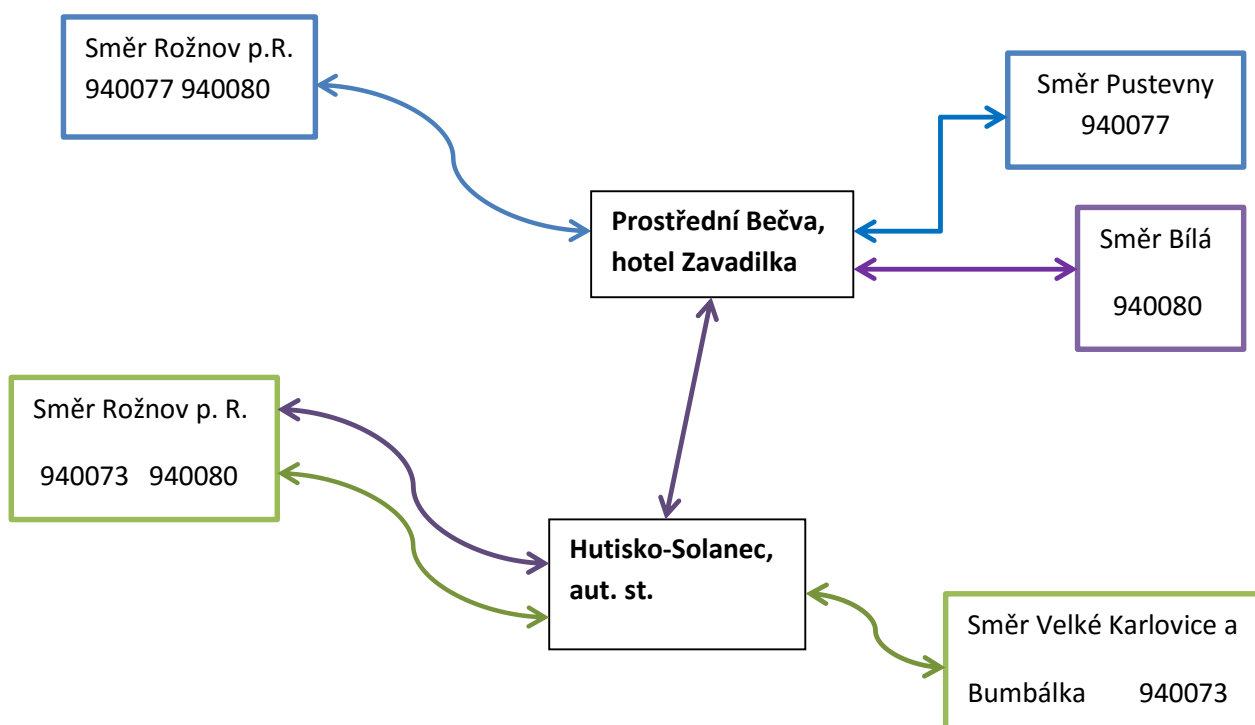 Směr Rožnov p.R.
940077 940080
Směr Pustevny
940077
Prostřední Bečva,
hotel Zavadilka
Směr Bílá
940080
Směr Rožnov p. R.
940073 940080
Hutisko-Solanec,
aut. st.
Směr Velké Karlovice a
Bumbálka 940073